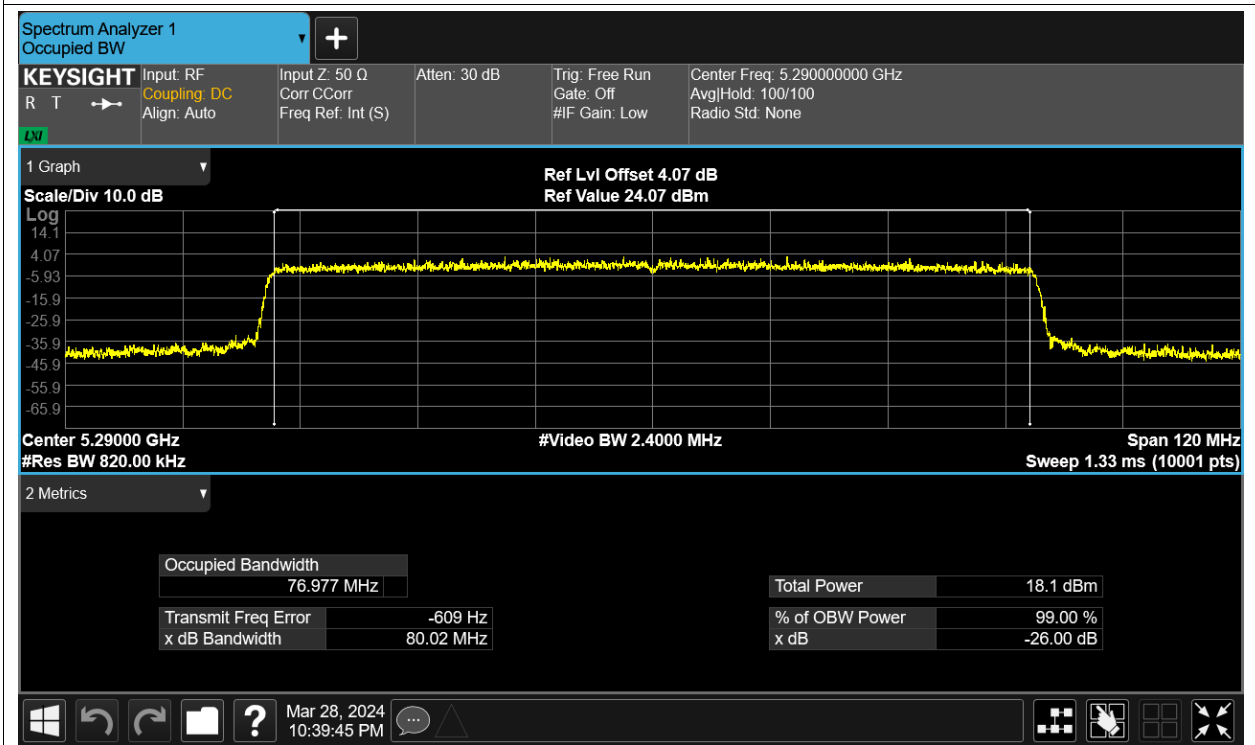 Spectrum Analyzer 1
Occupied BW
KEYSIGHT Input: RF Input Z: 50 Ω Atten: 30 dB Trig: Free Run Center Freq: 5.290000000 GHz
R T Coupling: DC Corr CCorr Gate: Off Avg|Hold: 100/100
Align: Auto Freq Ref: Int (S) #IF Gain: Low Radio Std: None
LXI
1 Graph Ref Lvl Offset 4.07 dB
Scale/Div 10.0 dB Ref Value 24.07 dBm
Log
14.1
4.07
-5.93
-15.9
-25.9
-35.9
-45.9
-55.9
-65.9
Center 5.29000 GHz #Video BW 2.4000 MHz Span 120 MHz
#Res BW 820.00 kHz Sweep 1.33 ms (10001 pts)
2 Metrics
Occupied Bandwidth
76.977 MHz Total Power 18.1 dBm
Transmit Freq Error -609 Hz % of OBW Power 99.00 %
x dB Bandwidth 80.02 MHz x dB -26.00 dB
? Mar 28, 2024
10:39:45 PM